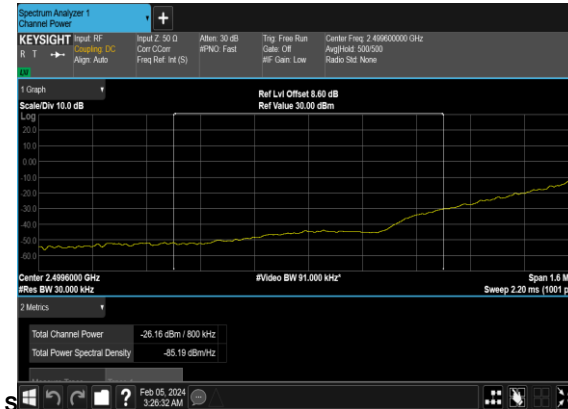 Spectrum Analyzer 1
Channel Power
+
KEYSIGHT
R T
LXI
Input: RF
Coupling: DC
Align: Auto
Input Z: 50 Ω
Corr CCorr
Freq Ref: Int (S)
Atten: 30 dB
#PNO: Fast
Trig: Free Run
Gate: Off
#IF Gain: Low
Center Freq: 2.499600000 GHz
Avg|Hold: 500/500
Radio Std: None
1 Graph
Scale/Div 10.0 dB
Ref Lvl Offset 8.60 dB
Ref Value 30.00 dBm
Log
20.0
10.0
0.00
-10.0
-20.0
-30.0
-40.0
-50.0
-60.0
Center 2.4996000 GHz
#Video BW 91.000 kHz*
Span 1.6 M
#Res BW 30.000 kHz
Sweep 2.20 ms (1001 p
2 Metrics
Total Channel Power -26.16 dBm / 800 kHz
Total Power Spectral Density -85.19 dBm/Hz
s
?
Feb 05, 2024
3:26:32 AM